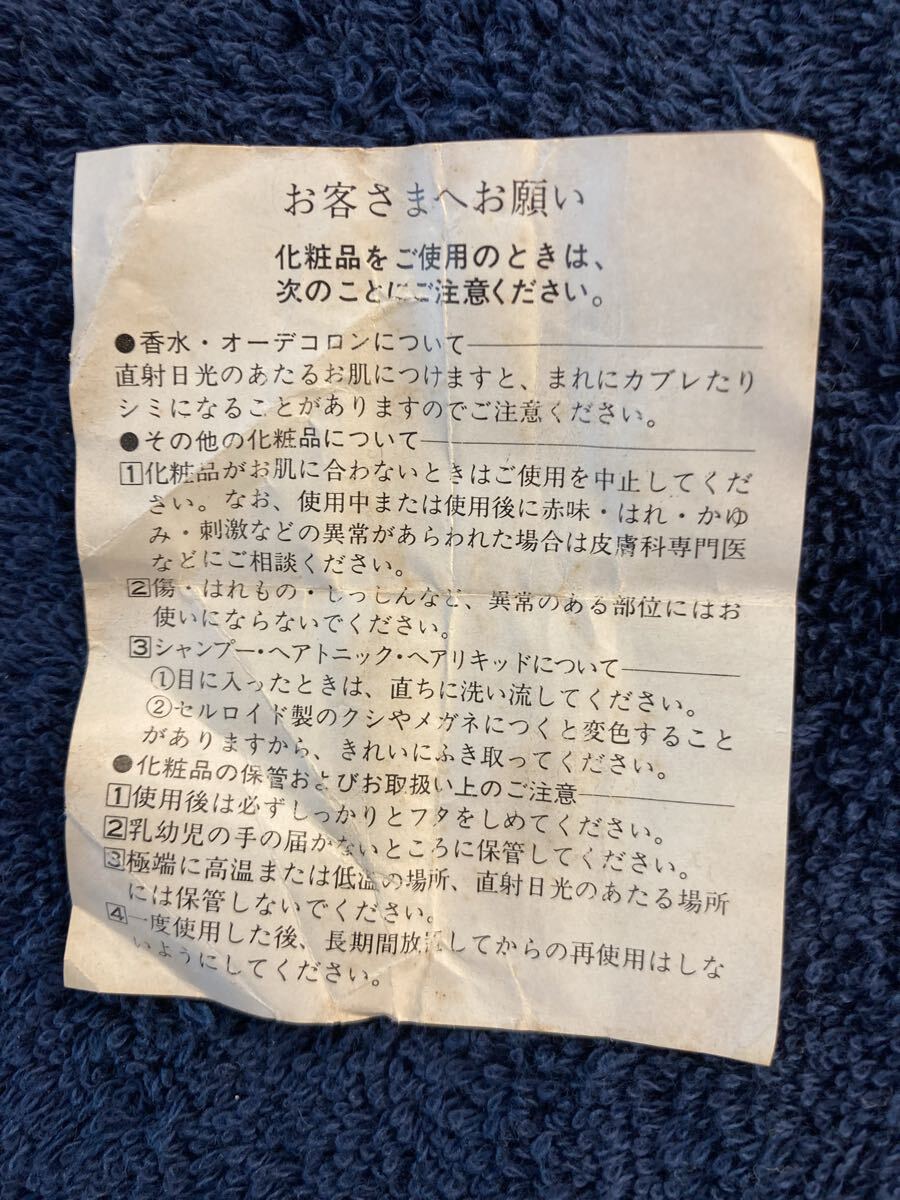 お客さまへお願い
化粧品をご使用のときは、
次のことにご注意ください。
●香水・オーデコロンについて
直射日光のあたるお肌につけますと、まれにカブレたり
シミになることがありますのでご注意ください。
●その他の化粧品について
1化粧品がお肌に合わないときはご使用を中止してくだ
さい。なお、使用中または使用後に赤味・はれ・かゆ
み・刺激などの異常があらわれた場合は皮膚科専門医
などにご相談ください。
2傷・はれもの・しっしんなど、異常のある部位にはお
使いにならないでください。
3シャンプー・ヘアトニック・ヘアリキッドについて
①目に入ったときは、直ちに洗い流してください。
②セルロイド製のクシやメガネにつくと変色すること
がありますから、きれいにふき取ってください。
●化粧品の保管およびお取扱い上のご注意
1使用後は必ずしっかりとフタをしめてください。
2乳幼児の手の届かないところに保管してください。
3極端に高温または低温の場所、直射日光のあたる場所
には保管しないでください。
4一度使用した後、長期間放置してからの再使用はしな
いようにしてください。